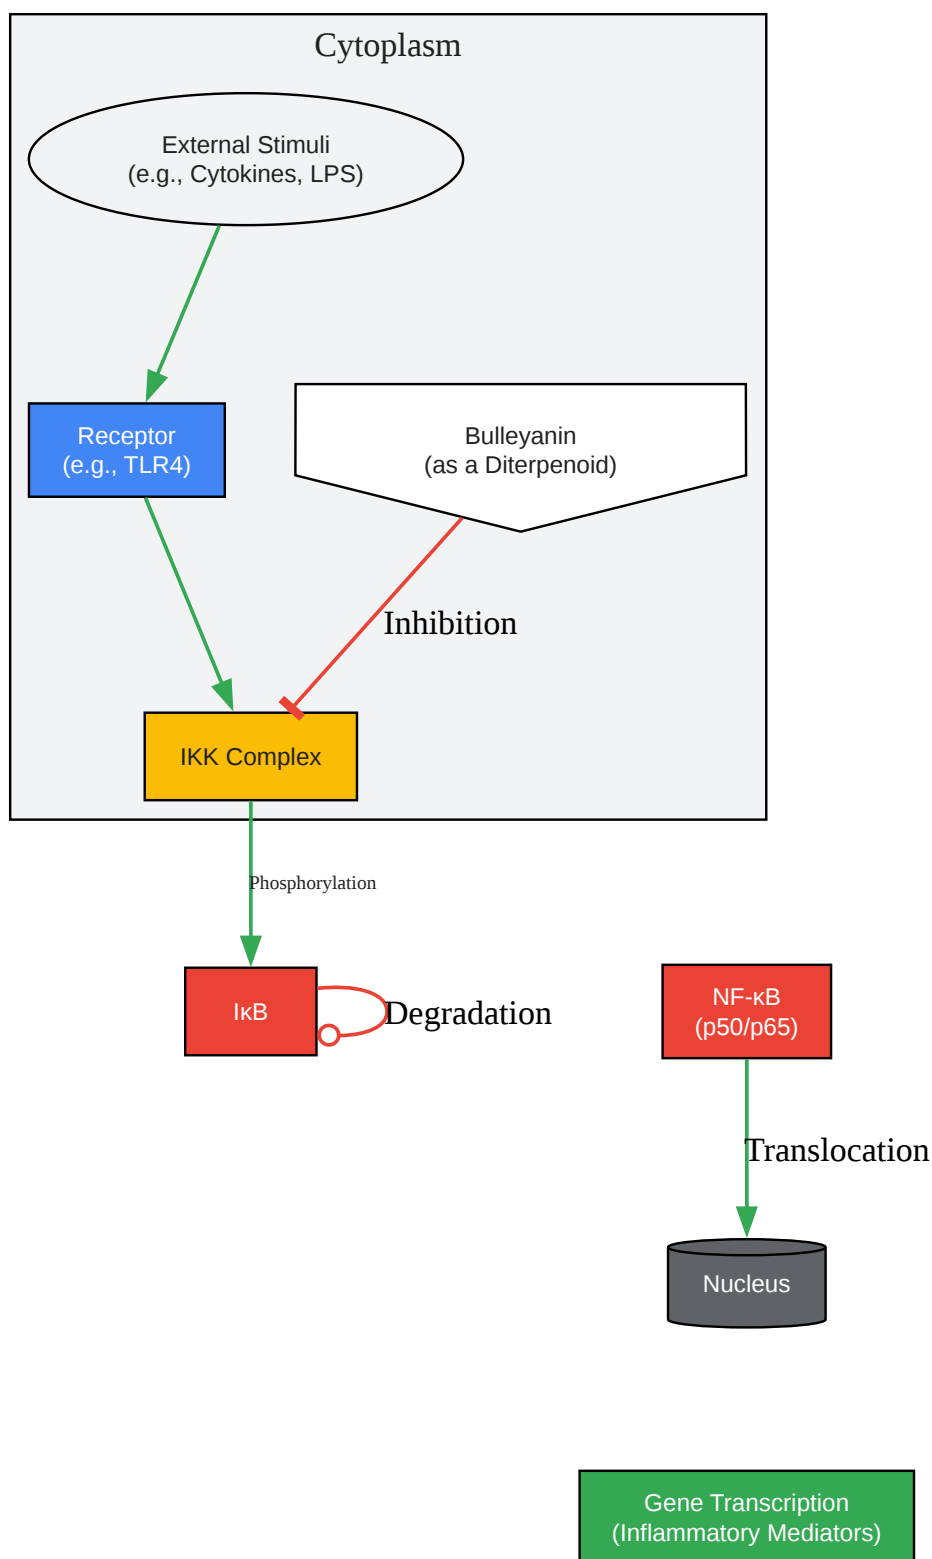 Cytoplasm
External Stimuli
(e.g., Cytokines, LPS)
Receptor
(e.g., TLR4)
Bulleyanin
(as a Diterpenoid)
Inhibition
IKK Complex
Phosphorylation
IκB
Degradation
NF-κB
(p50/p65)
Translocation
Nucleus
Gene Transcription
(Inflammatory Mediators)